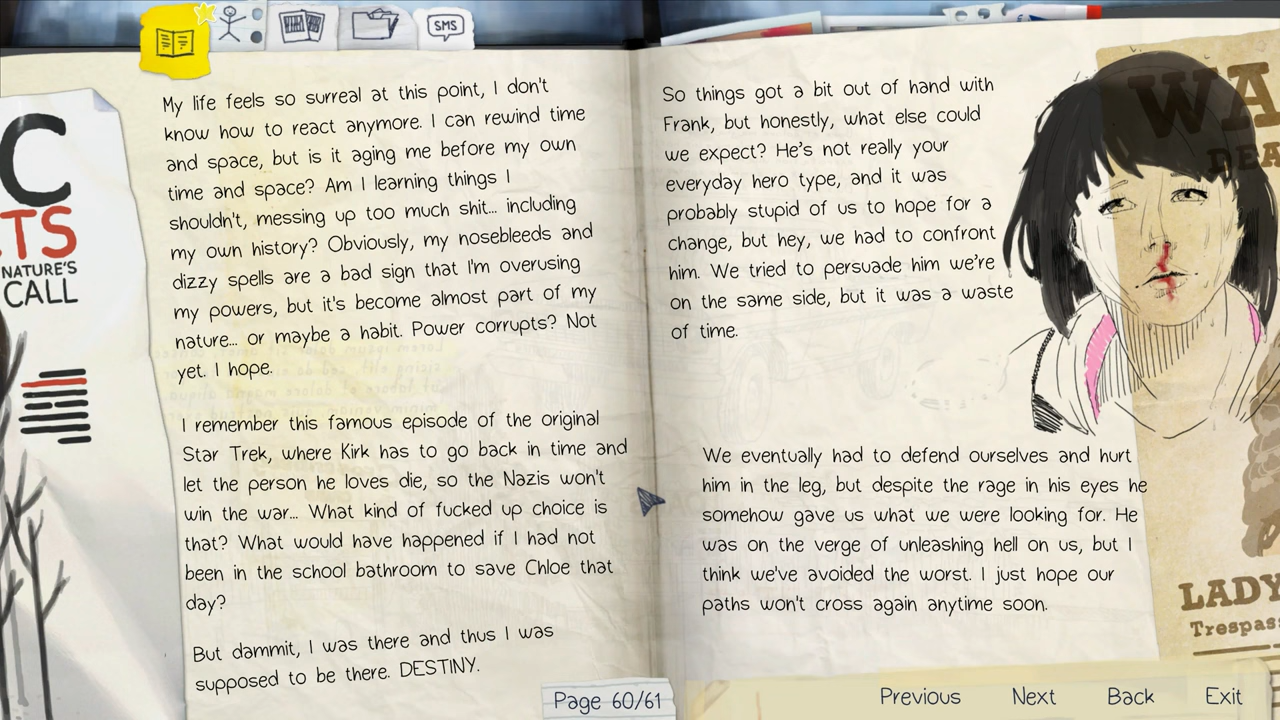 SMS
C
TS
NATURE'S
CALL
My life feels so surreal at this point, I don't
know how to react anymore. I can rewind time
and space, but is it aging me before my own
time and space? Am I learning things I
shouldn't, messing up too much shit... including
my own history? Obviously, my nosebleeds and
dizzy spells are a bad sign that I'm overusing
my powers, but it's become almost part of my
nature... or maybe a habit. Power corrupts? Not
yet. I hope.
I remember this famous episode of the original
Star Trek, where Kirk has to go back in time and
let the person he loves die, so the Nazis won't
win the war... What kind of fucked up choice is
that? What would have happened if I had not
been in the school bathroom to save Chloe that
day?
But dammit, I was there and thus I was
supposed to be there. DESTINY.
So things got a bit out of hand with
Frank, but honestly, what else could
we expect? He's not really your
everyday hero type, and it was
probably stupid of us to hope for a
change, but hey, we had to confront
him. We tried to persuade him we're
on the same side, but it was a waste
of time.
We eventually had to defend ourselves and hurt
him in the leg, but despite the rage in his eyes he
somehow gave us what we were looking for. He
was on the verge of unleashing hell on us, but I
think we've avoided the worst. I just hope our
paths won't cross again anytime soon.
WA
DEA
LADY
Trespass
Page 60/61
Previous Next Back Exit